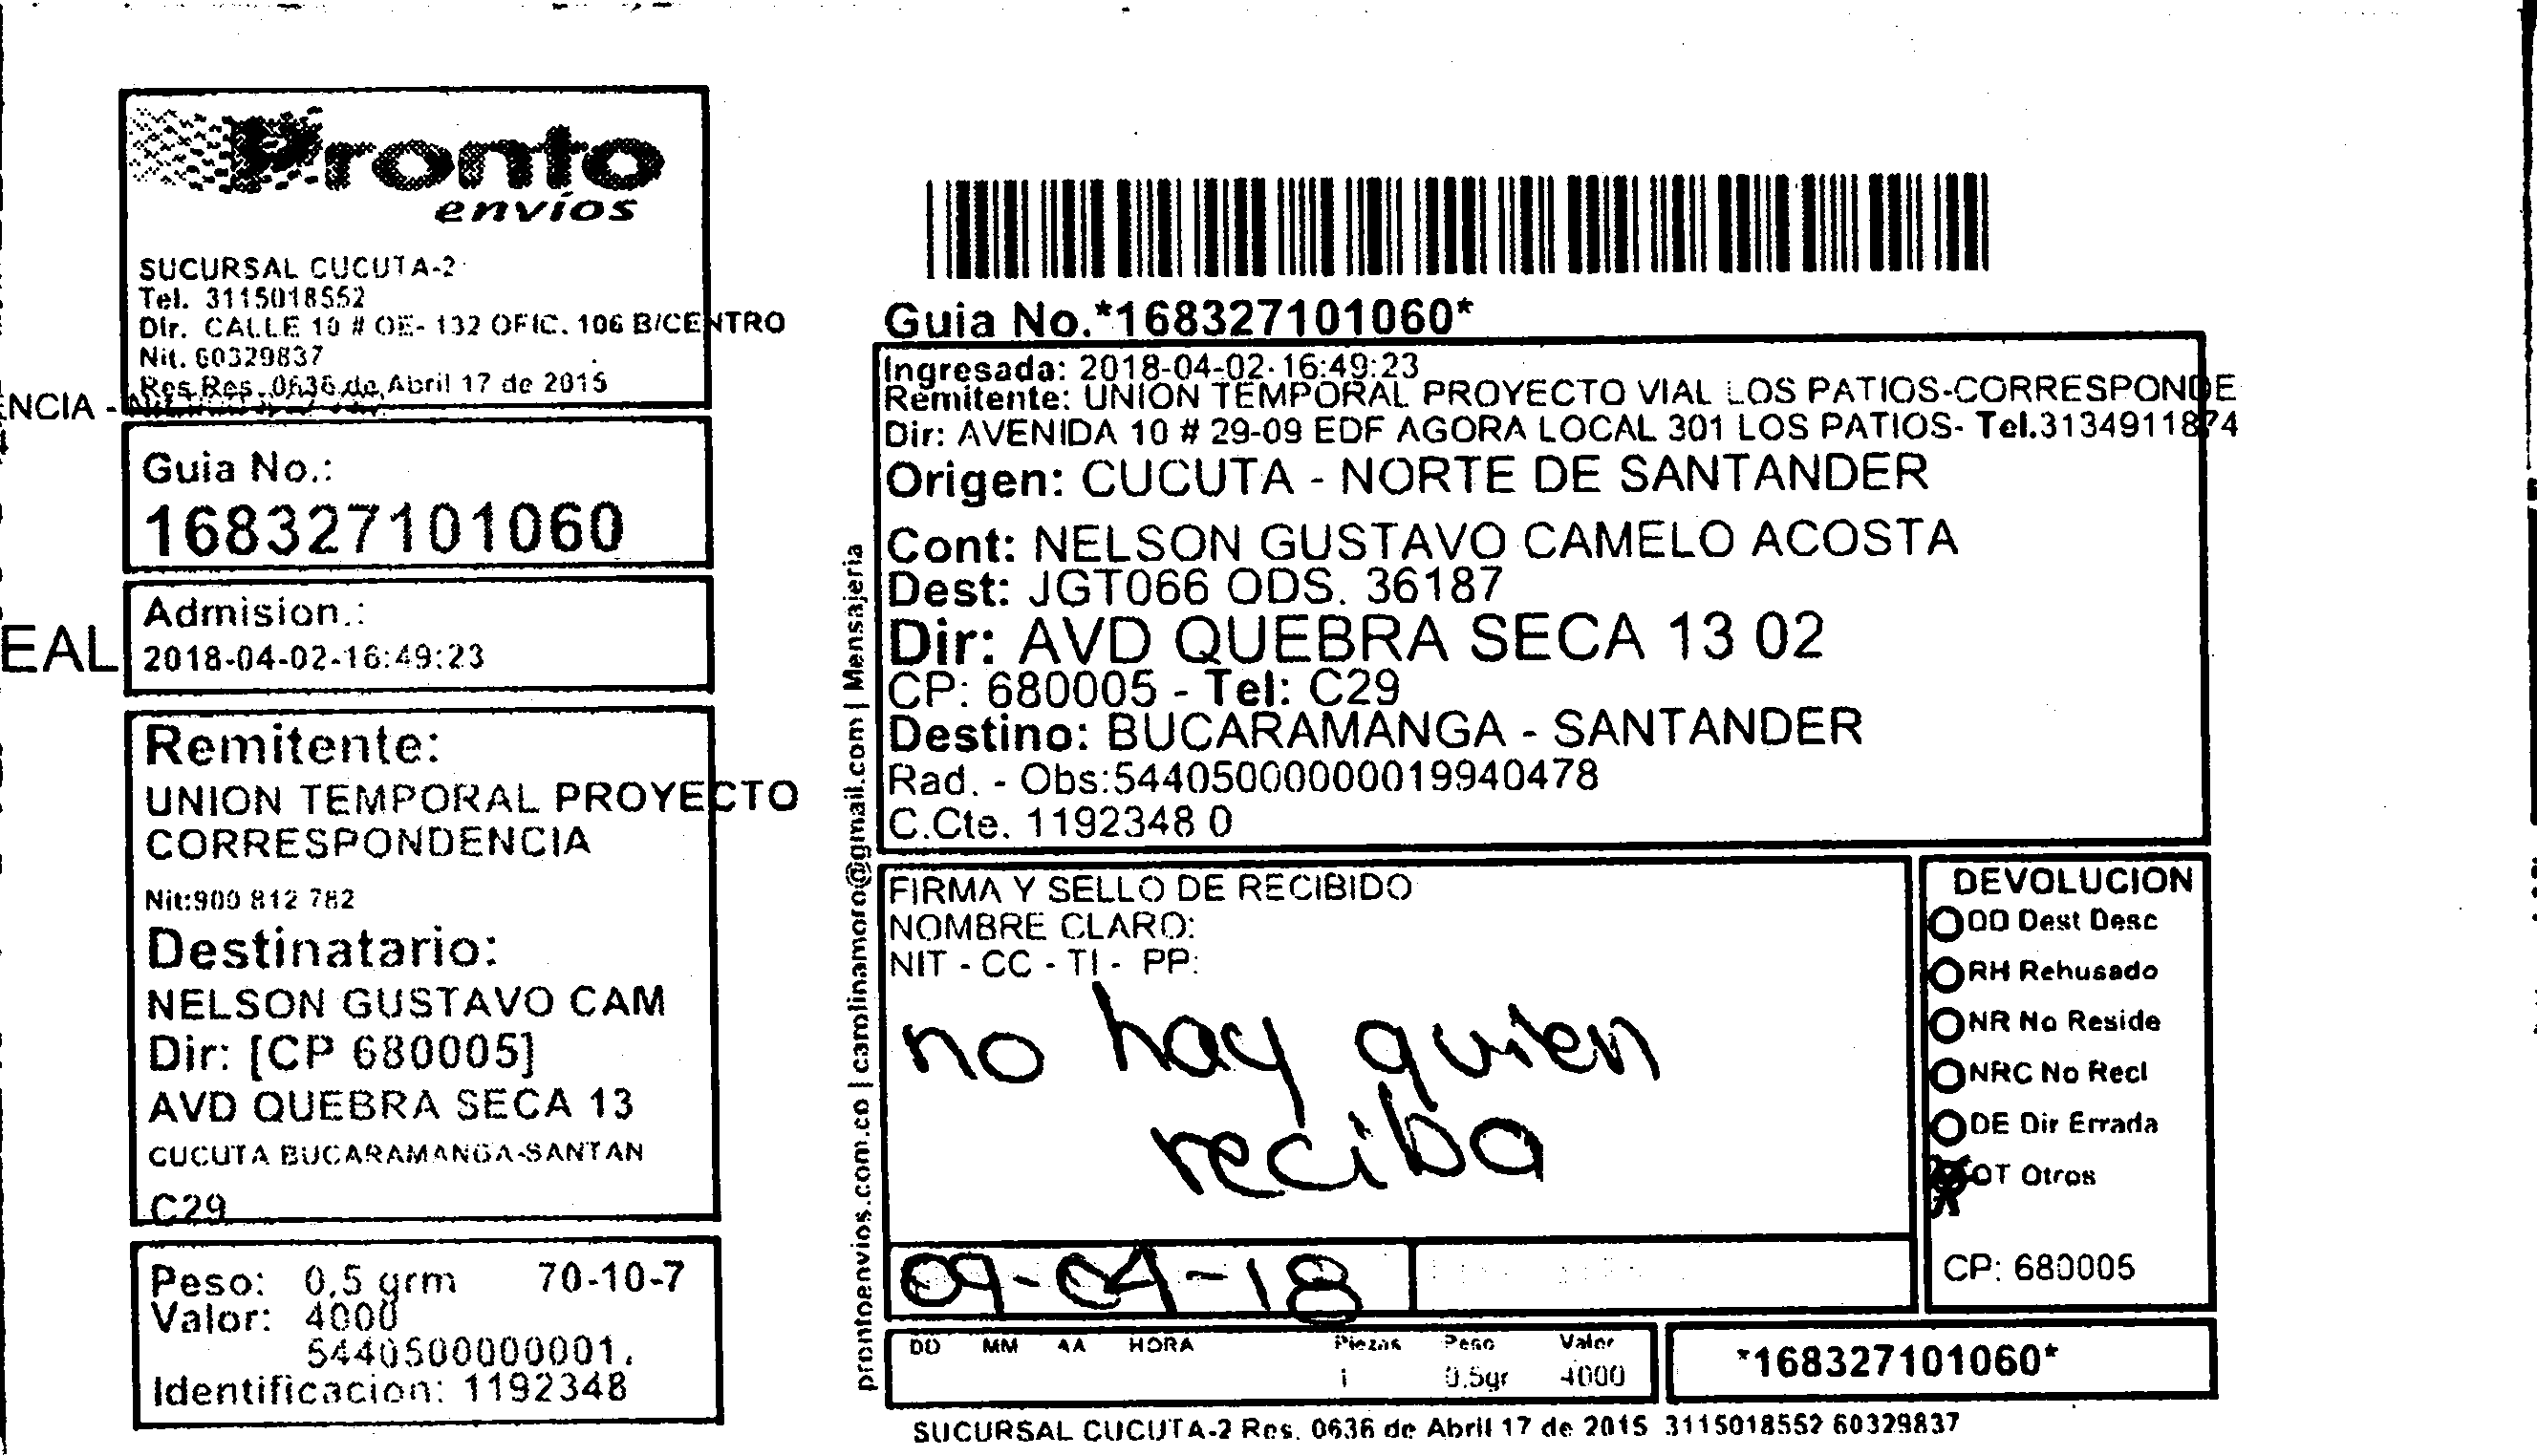 Pronto
envíos
SUCURSAL CUCUTA-2
Tel. 3115018552
Dir. CALLE 10 # OE- 132 OFIC. 106 B/CENTRO
Nit. 60329837
Res.Res. 0636 de Abril 17 de 2015
ENCIA -
Guia No.:
168327101060
Admision.:
EAL
2018-04-02-16:49:23
Remitente:
UNION TEMPORAL PROYECTO
CORRESPONDENCIA
Nit:900 812 782
Destinatario:
NELSON GUSTAVO CAM
Dir: [CP 680005]
AVD QUEBRA SECA 13
CUCUTA BUCARAMANGA-SANTAN
C29
Peso: 0,5 grm 70-10-7
Valor: 4000
5440500000001.
Identificacion: 1192348
prontoenvios.com.co | carolinamoro@gmail.com | Mensajeria
Guia No.*168327101060*
Ingresada: 2018-04-02-16:49:23
Remitente: UNION TEMPORAL PROYECTO VIAL LOS PATIOS-CORRESPONDE
Dir: AVENIDA 10 # 29-09 EDF AGORA LOCAL 301 LOS PATIOS- Tel.3134911874
Origen: CUCUTA - NORTE DE SANTANDER
Cont: NELSON GUSTAVO CAMELO ACOSTA
Dest: JGT066 ODS. 36187
Dir: AVD QUEBRA SECA 13 02
CP: 680005 - Tel: C29
Destino: BUCARAMANGA - SANTANDER
Rad. - Obs:544050000000019940478
C.Cte. 1192348 0
FIRMA Y SELLO DE RECIBIDO
NOMBRE CLARO:
NIT - CC - TI - PP:
no hay quien
reciba
09-04-18
DD MM AA HORA Piezas Peso Valor
1 0.5gr 4000
DEVOLUCION
DD Dest Desc
RH Rehusado
NR No Reside
NRC No Recl
DE Dir Errada
OT Otros
CP: 680005
*168327101060*
SUCURSAL CUCUTA-2 Res. 0636 de Abril 17 de 2015 3115018552 60329837